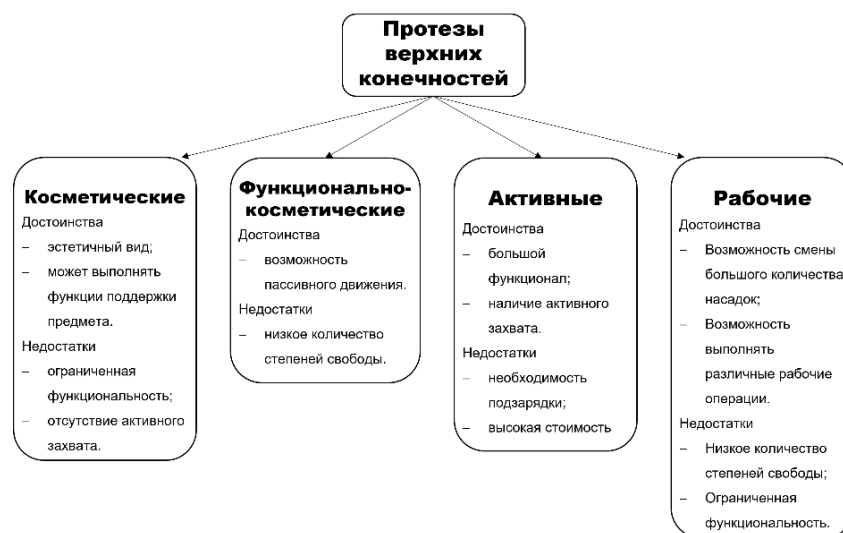 Протезы
верхних
конечностей
Косметические
Достоинства
– эстетичный вид;
– может выполнять
функции поддержки
предмета.
Недостатки
– ограниченная
функциональность;
– отсутствие активного
захвата.
Функционально-
косметические
Достоинства
– возможность
пассивного движения.
Недостатки
– низкое количество
степеней свободы.
Активные
Достоинства
– большой
функционал;
– наличие активного
захвата.
Недостатки
– необходимость
подзарядки;
– высокая стоимость
Рабочие
Достоинства
– Возможность смены
большого количества
насадок;
– Возможность
выполнять
различные рабочие
операции.
Недостатки
– Низкое количество
степеней свободы;
– Ограниченная
функциональность.